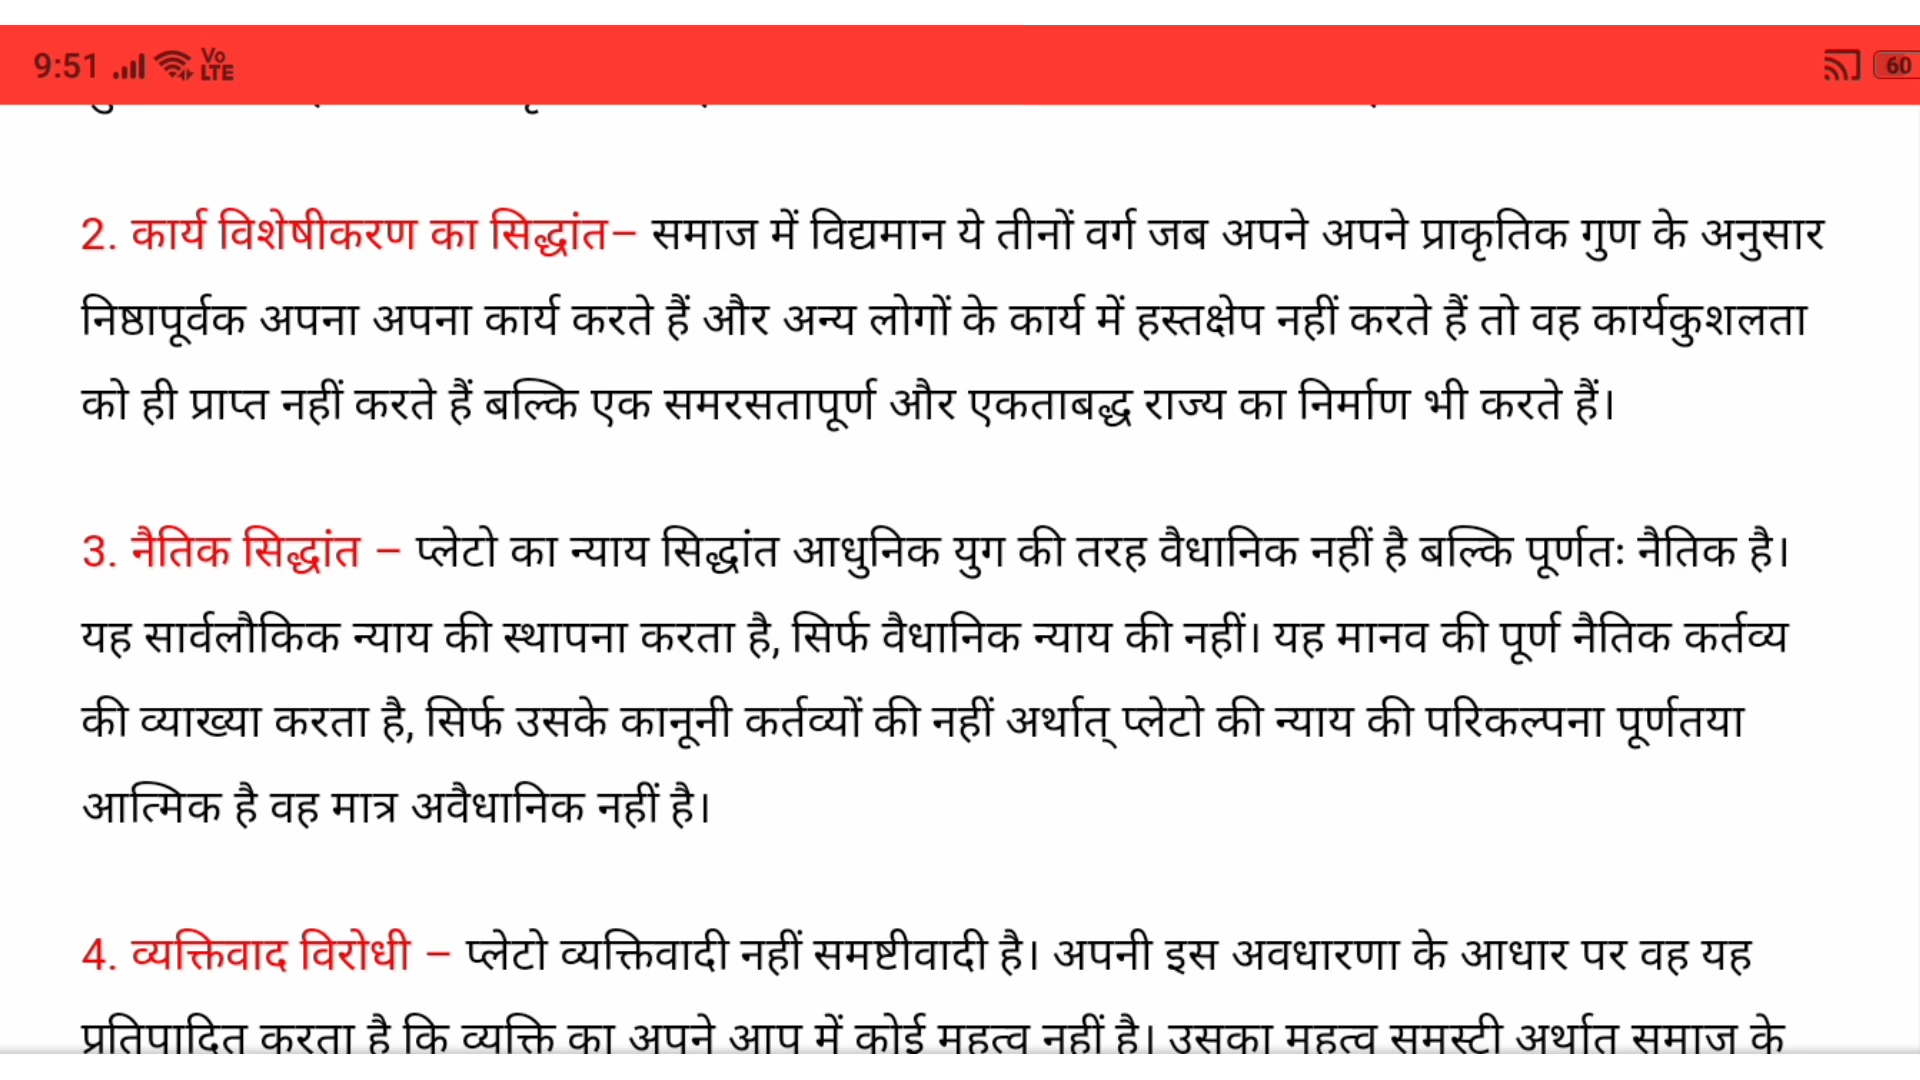 9:51 Vo LTE 60
2. कार्य विशेषीकरण का सिद्धांत– समाज में विद्यमान ये तीनों वर्ग जब अपने अपने प्राकृतिक गुण के अनुसार
निष्ठापूर्वक अपना अपना कार्य करते हैं और अन्य लोगों के कार्य में हस्तक्षेप नहीं करते हैं तो वह कार्यकुशलता
को ही प्राप्त नहीं करते हैं बल्कि एक समरसतापूर्ण और एकताबद्ध राज्य का निर्माण भी करते हैं।
3. नैतिक सिद्धांत – प्लेटो का न्याय सिद्धांत आधुनिक युग की तरह वैधानिक नहीं है बल्कि पूर्णतः नैतिक है।
यह सार्वलौकिक न्याय की स्थापना करता है, सिर्फ वैधानिक न्याय की नहीं। यह मानव की पूर्ण नैतिक कर्तव्य
की व्याख्या करता है, सिर्फ उसके कानूनी कर्तव्यों की नहीं अर्थात् प्लेटो की न्याय की परिकल्पना पूर्णतया
आत्मिक है वह मात्र अवैधानिक नहीं है।
4. व्यक्तिवाद विरोधी – प्लेटो व्यक्तिवादी नहीं समष्टीवादी है। अपनी इस अवधारणा के आधार पर वह यह
प्रतिपादित करता है कि व्यक्ति का अपने आप में कोई महत्व नहीं है। उसका महत्व समस्टी अर्थात समाज के